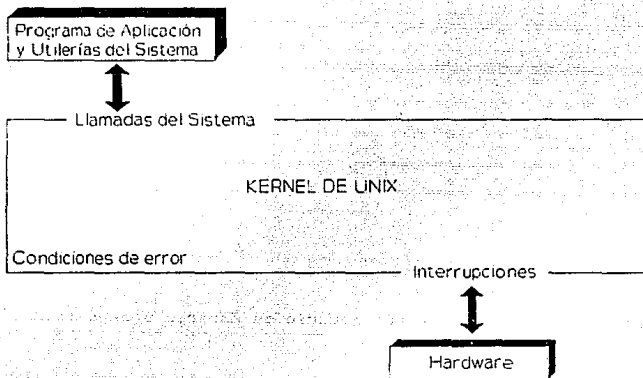 Programa de Aplicación
y Utilerías del Sistema
Llamadas del Sistema
KERNEL DE UNIX
Condiciones de error
Interrupciones
Hardware